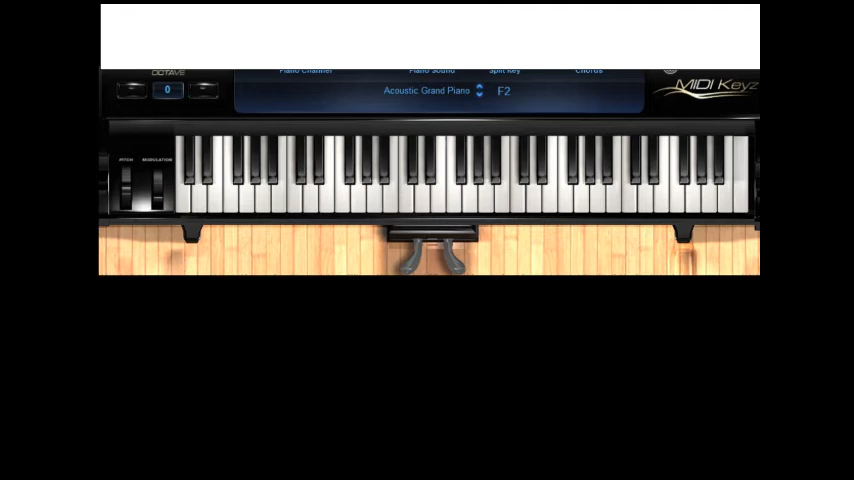 OCTAVE
Piano Channel Piano Sound Split Key Chords
0 Acoustic Grand Piano F2
MIDI Keyz
PITCH MODULATION